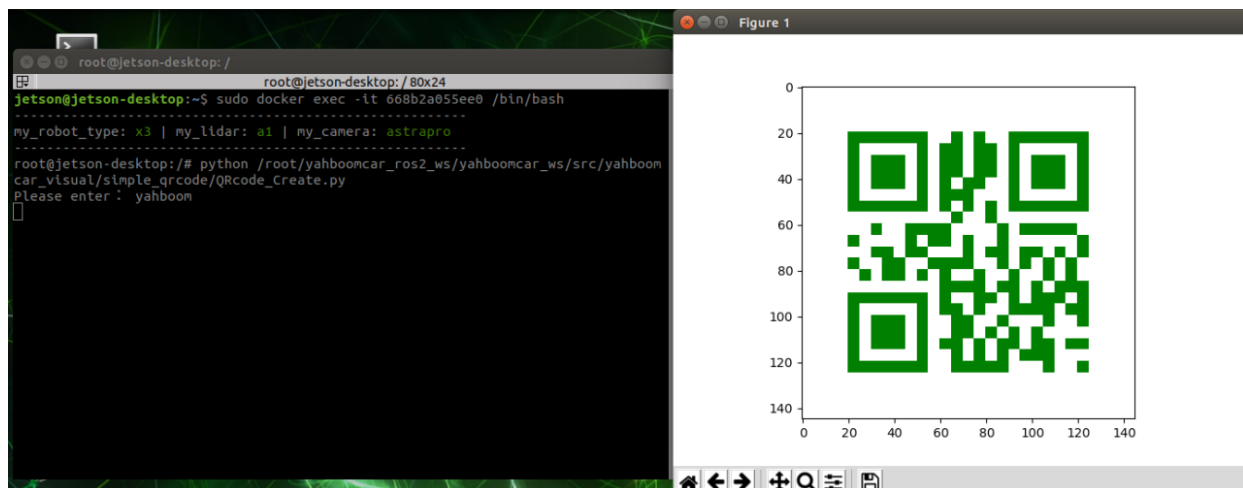 root@jetson-desktop: /
root@jetson-desktop: / 80x24
jetson@jetson-desktop:~$ sudo docker exec -it 668b2a055ee0 /bin/bash
--------------------------------------------------------
my_robot_type: x3 | my_lidar: a1 | my_camera: astrapro
--------------------------------------------------------
root@jetson-desktop:/# python /root/yahboomcar_ros2_ws/yahboomcar_ws/src/yahboom
car_visual/simple_qrcode/QRcode_Create.py
Please enter： yahboom
Figure 1
0
20
40
60
80
100
120
140
0 20 40 60 80 100 120 140